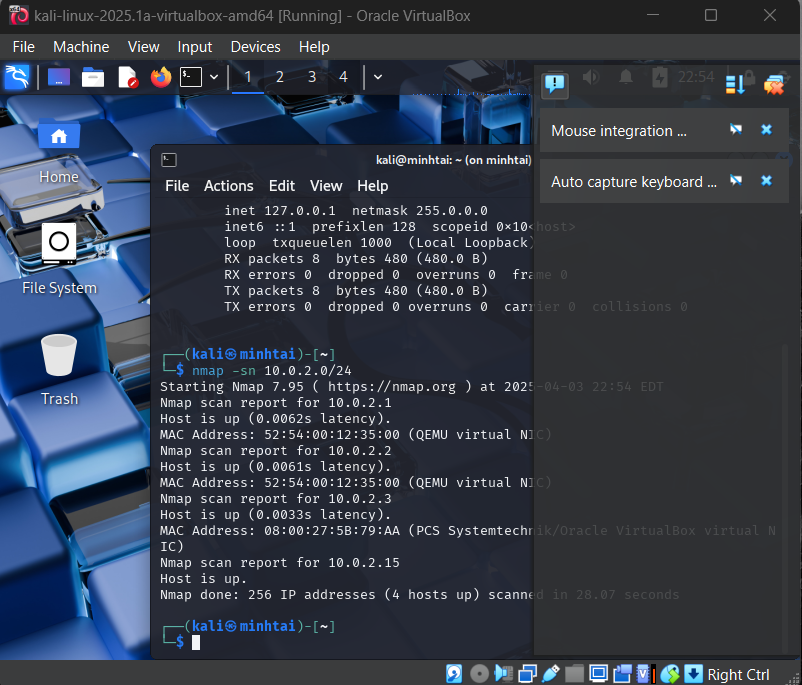 kali-linux-2025.1a-virtualbox-amd64 [Running] - Oracle VirtualBox
File Machine View Input Devices Help
1 2 3 4
22:54
Mouse integration ...
Auto capture keyboard ...
Home
File System
Trash
kali@minhtai: ~ (on minhtai)
File Actions Edit View Help
inet 127.0.0.1 netmask 255.0.0.0
inet6 ::1 prefixlen 128 scopeid 0×10<host>
loop txqueuelen 1000 (Local Loopback)
RX packets 8 bytes 480 (480.0 B)
RX errors 0 dropped 0 overruns 0 frame 0
TX packets 8 bytes 480 (480.0 B)
TX errors 0 dropped 0 overruns 0 carrier 0 collisions 0
┌──(kali㉿minhtai)-[~]
└─$ nmap -sn 10.0.2.0/24
Starting Nmap 7.95 ( https://nmap.org ) at 2025-04-03 22:54 EDT
Nmap scan report for 10.0.2.1
Host is up (0.0062s latency).
MAC Address: 52:54:00:12:35:00 (QEMU virtual NIC)
Nmap scan report for 10.0.2.2
Host is up (0.0061s latency).
MAC Address: 52:54:00:12:35:00 (QEMU virtual NIC)
Nmap scan report for 10.0.2.3
Host is up (0.0033s latency).
MAC Address: 08:00:27:5B:79:AA (PCS Systemtechnik/Oracle VirtualBox virtual N
IC)
Nmap scan report for 10.0.2.15
Host is up.
Nmap done: 256 IP addresses (4 hosts up) scanned in 28.07 seconds
┌──(kali㉿minhtai)-[~]
└─$
Right Ctrl